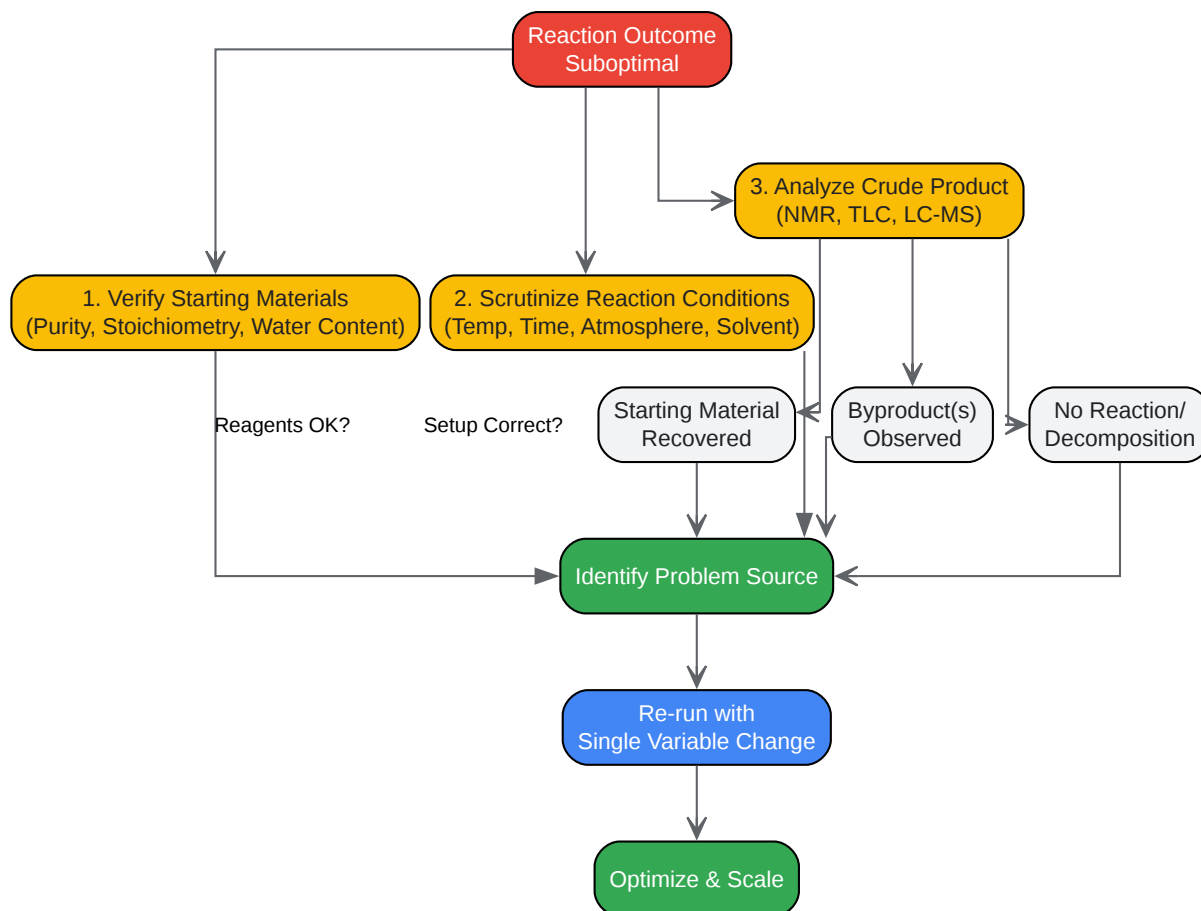 Reaction Outcome
Suboptimal
3. Analyze Crude Product
(NMR, TLC, LC-MS)
1. Verify Starting Materials
(Purity, Stoichiometry, Water Content)
2. Scrutinize Reaction Conditions
(Temp, Time, Atmosphere, Solvent)
Reagents OK?
Setup Correct?
Starting Material
Recovered
Byproduct(s)
Observed
No Reaction/
Decomposition
Identify Problem Source
Re-run with
Single Variable Change
Optimize & Scale